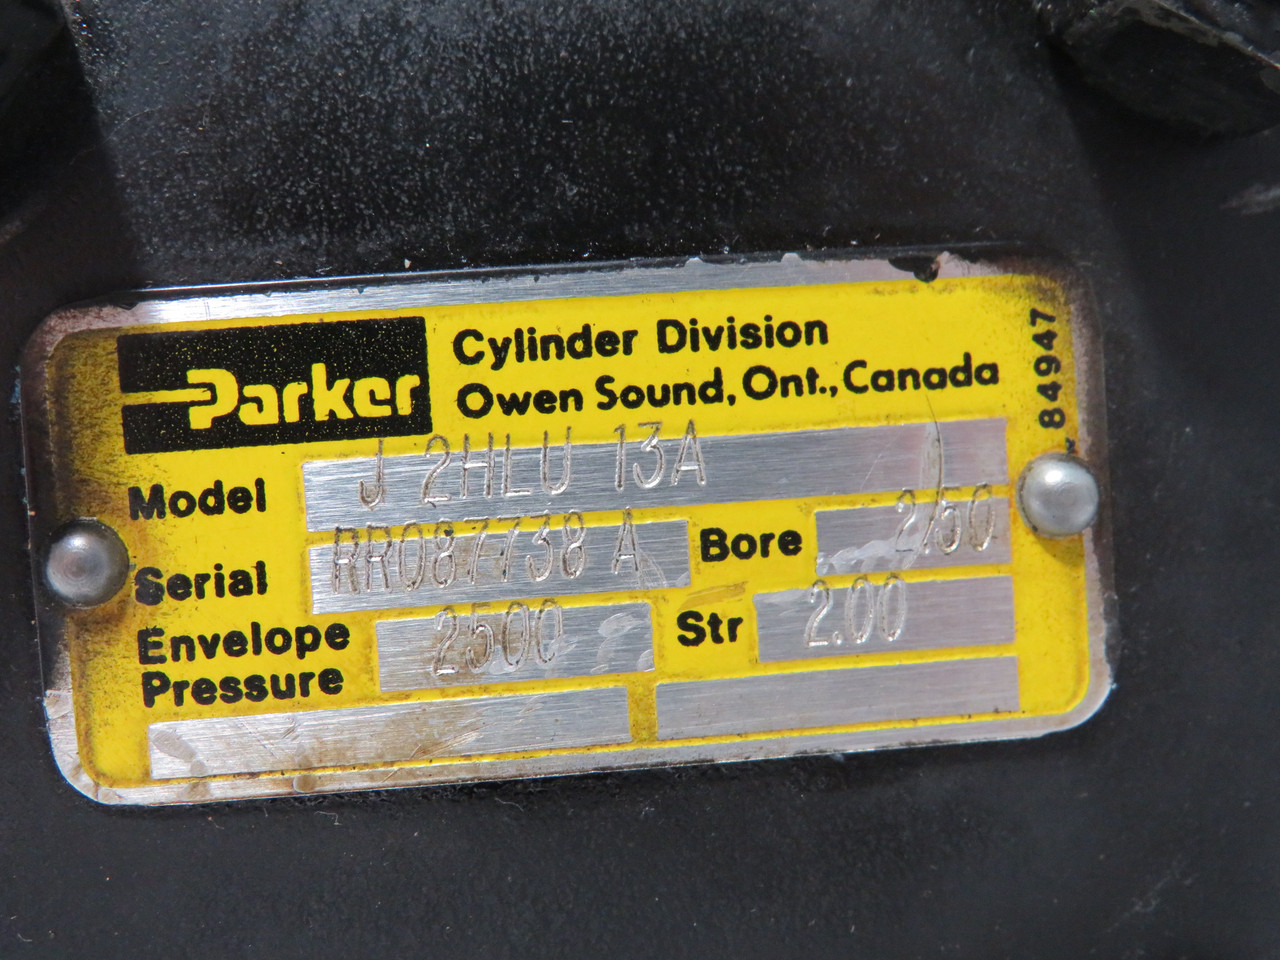 Parker
Cylinder Division
Owen Sound, Ont., Canada
84947
Model J 2HLU 13A
Serial RR087738 A Bore 2.50
Envelope Pressure 2500 Str 2.00